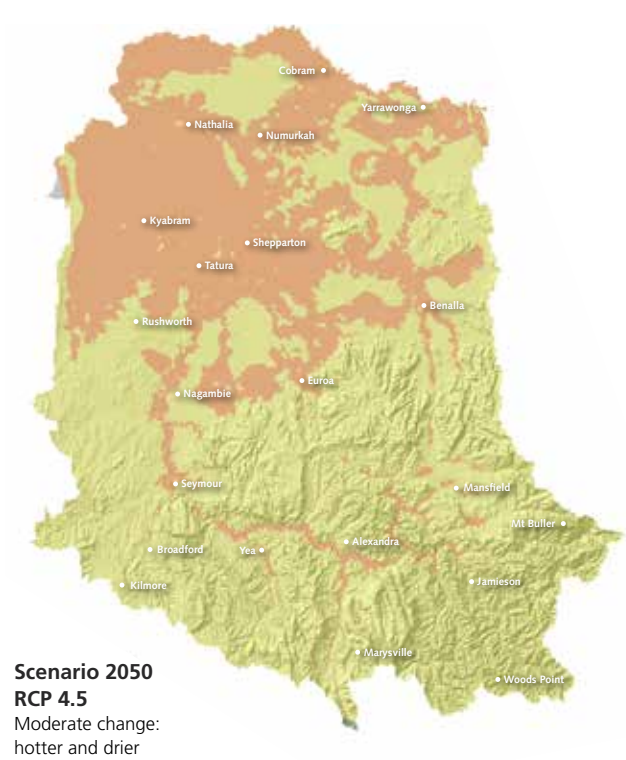 Cobram
Yarrawonga
Nathalia
Numurkah
Kyabram
Shepparton
Tatura
Benalla
Rushworth
Euroa
Nagambie
Seymour
Mansfield
Mt Buller
Alexandra
Broadford
Yea
Jamieson
Kilmore
Marysville
Woods Point
Scenario 2050
RCP 4.5
Moderate change:
hotter and drier